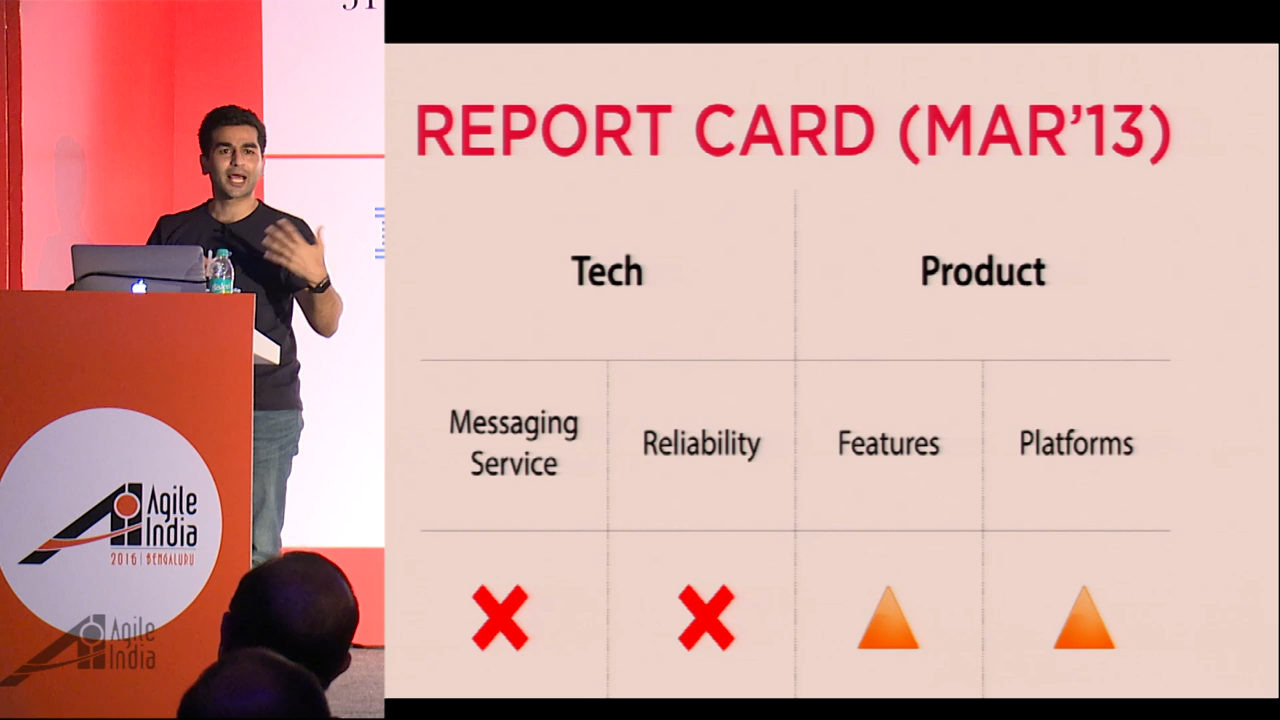 REPORT CARD (MAR'13)
Tech
Product
Messaging
Service
Reliability
Features
Platforms
Agile
India
2016 | BENGALURU
Agile
India